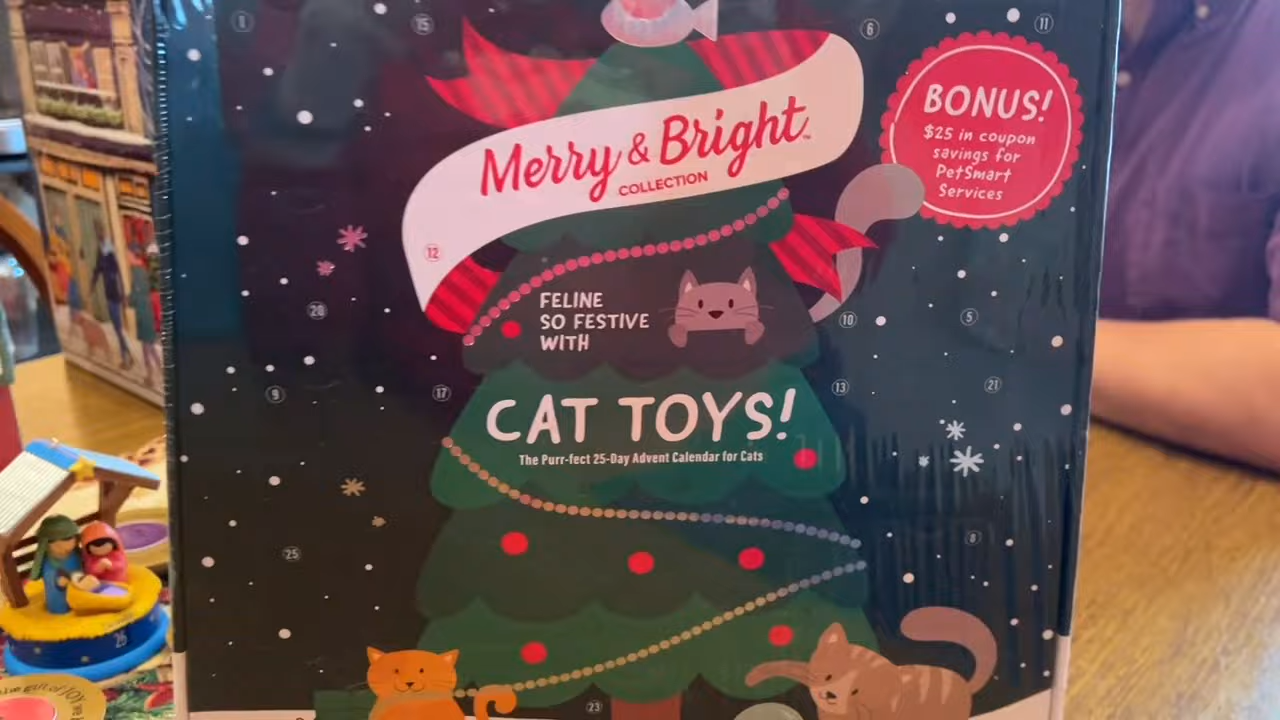 1
15
6
11
BONUS!
$25 in coupon
savings for
PetSmart
Services
Merry & Bright™
COLLECTION
12
FELINE
SO FESTIVE
WITH
20
10
5
9
17
13
21
CAT TOYS!
The Purr-fect 25-Day Advent Calendar for Cats
25
8
23
25